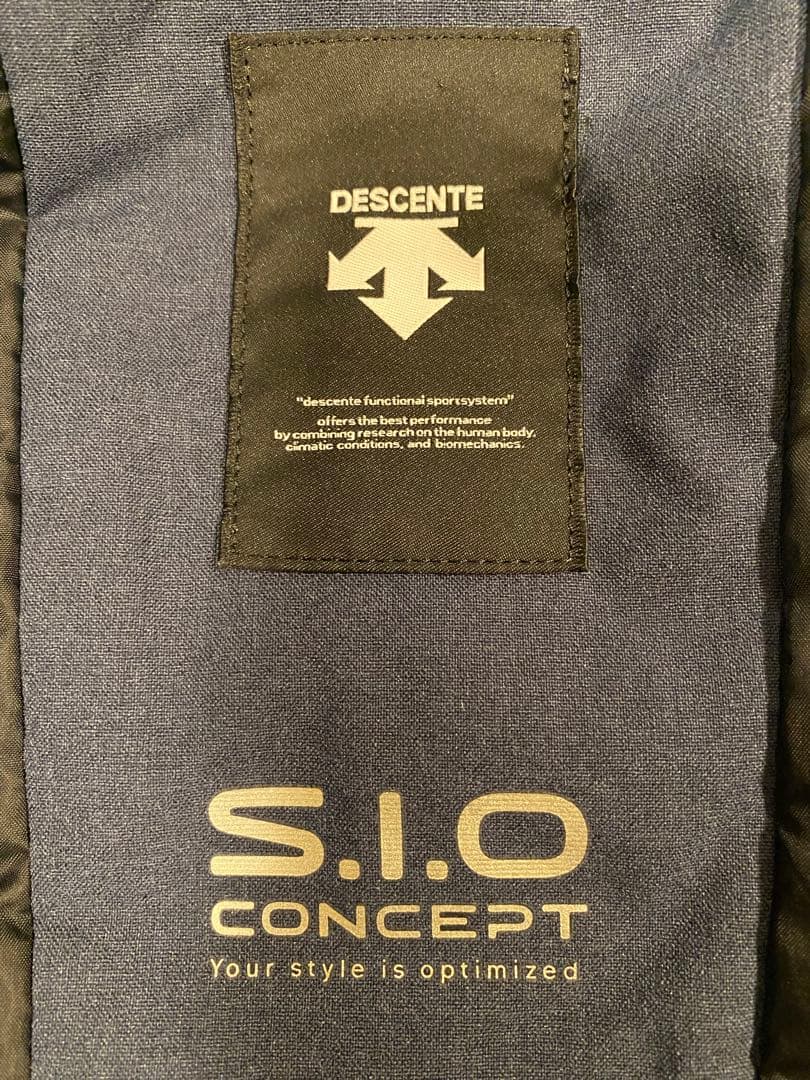 DESCENTE
"descente functional sportsystem"
offers the best performance
by combining research on the human body,
climatic conditions, and biomechanics.
S.I.O
CONCEPT
Your style is optimized